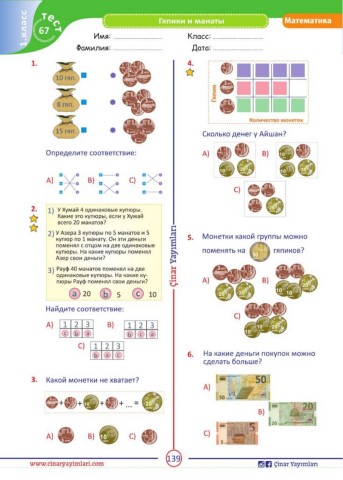 1.класс
тест
67
Гяпики и манаты
Математика
Имя:
Класс:
Фамилие:
Дата:
1.
10 гяп.
8 гяп.
15 гяп.
Определите соответствие:
A)
B)
C)
2.
1) У Хумай 4 одинаковые купюры.
Какие это купюры, если у Хумай
всего 20 манатов?
2) У Азера 3 купюры по 5 манатов и 5
купюр по 1 манату. Он эти деньги
поменял с отцом на две одинаковые
купюры. На какие купюры поменял
Азер свои деньги?
3) Рауф 40 манатов поменял на две
одинаковые купюры. На какие ку-
пюры Рауф поменял свои деньги?
a 20 b 5 c 10
Найдите соответствие:
A) 1 2 3
B) 1 2 3
C) 1 2 3
3. Какой монетки не хватает?
A)
B)
C)
4.
Гяпик
Количество монеток
Сколько денег у Айшан?
A)
B)
C)
5. Монетки какой группы можно
поменять на гяпиков?
A)
B)
C)
6. На какие деньги покупок можно
сделать больше?
A)
50
B)
20
C)
5
Çınar Yayımları
www.cinaryayimlari.com
139
Çınar Yayımları